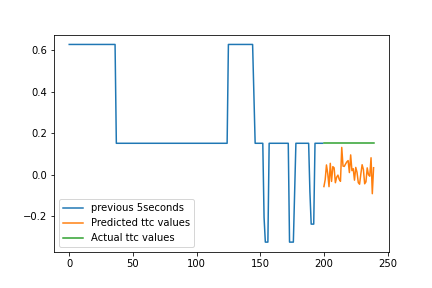 0.6
0.4
0.2
0.0
−0.2
previous 5seconds
Predicted ttc values
Actual ttc values
0 50 100 150 200 250